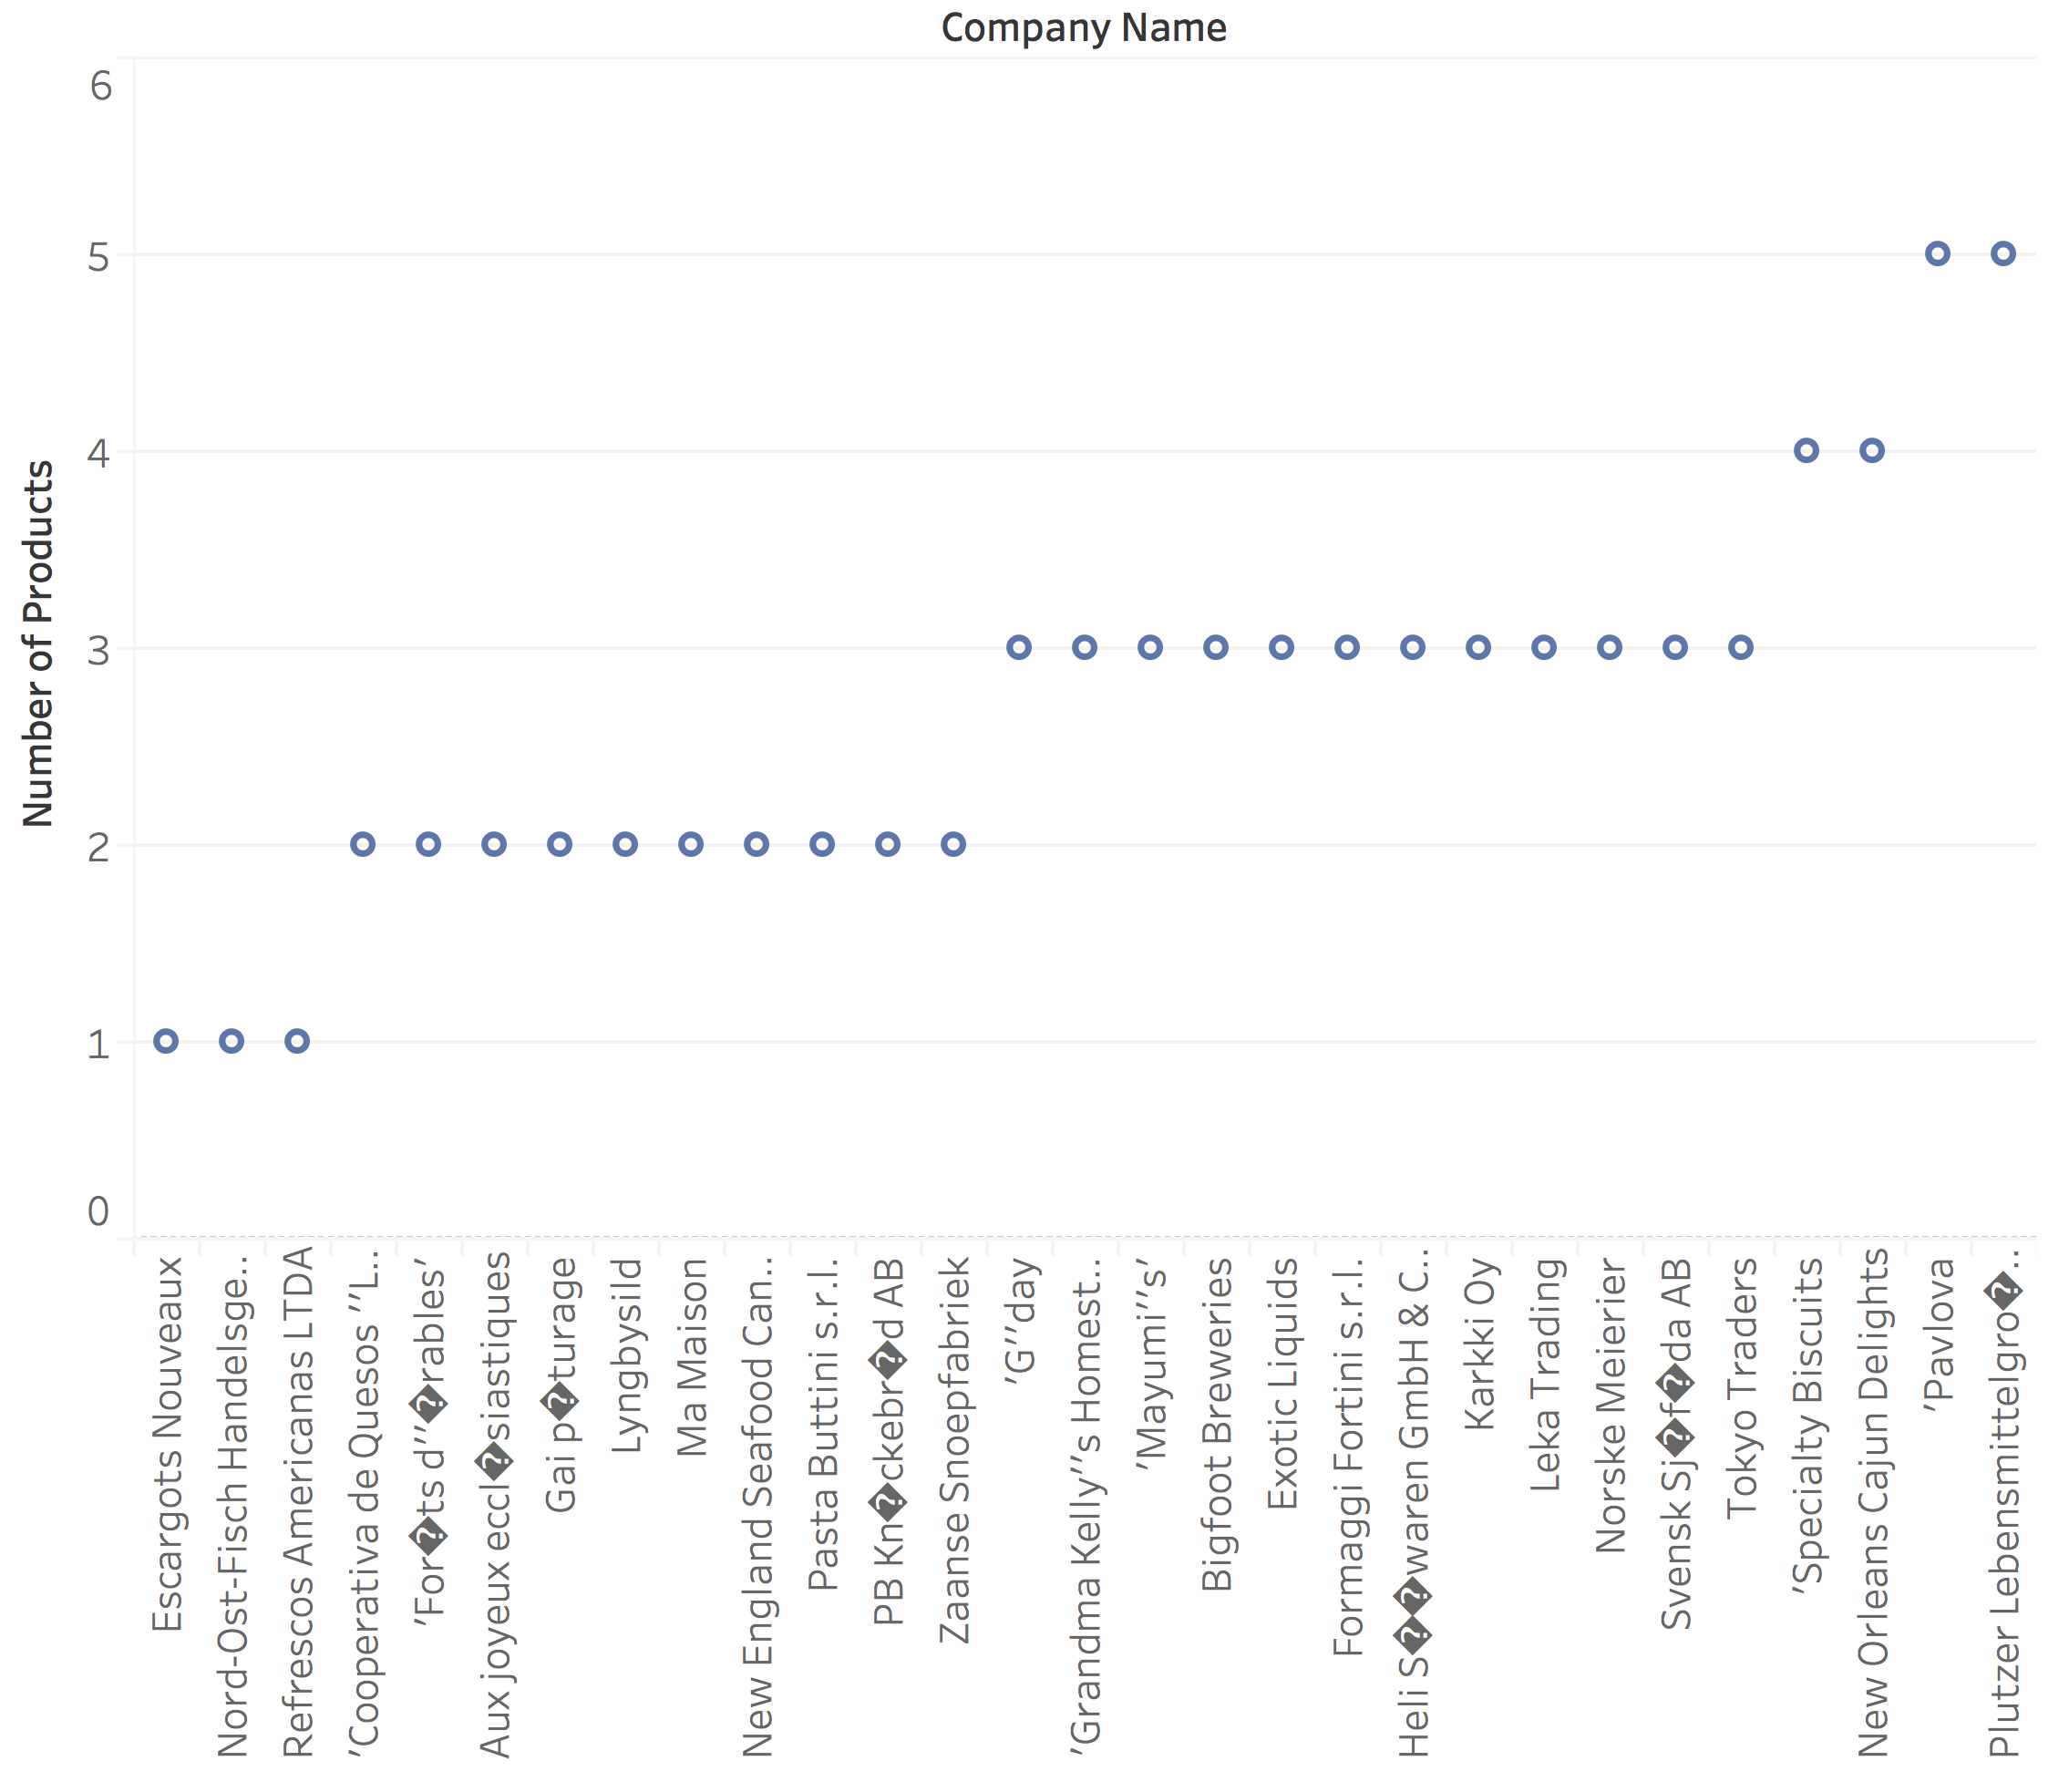 Company Name
Number of Products
6
5
4
3
2
1
0
Escargots Nouveaux
Nord-Ost-Fisch Handelsge..
Refrescos Americanas LTDA
’Cooperativa de Quesos ’’L..
’For�ts d’’�rables’
Aux joyeux eccl�siastiques
Gai p�turage
Lyngbysild
Ma Maison
New England Seafood Can..
Pasta Buttini s.r.l.
PB Kn�ckebr�d AB
Zaanse Snoepfabriek
’G’’day
’Grandma Kelly’’s Homest..
’Mayumi’’s’
Bigfoot Breweries
Exotic Liquids
Formaggi Fortini s.r.l.
Heli S��waren GmbH & C..
Karkki Oy
Leka Trading
Norske Meierier
Svensk Sj�f�da AB
Tokyo Traders
’Specialty Biscuits
New Orleans Cajun Delights
’Pavlova
Plutzer Lebensmittelgro�..